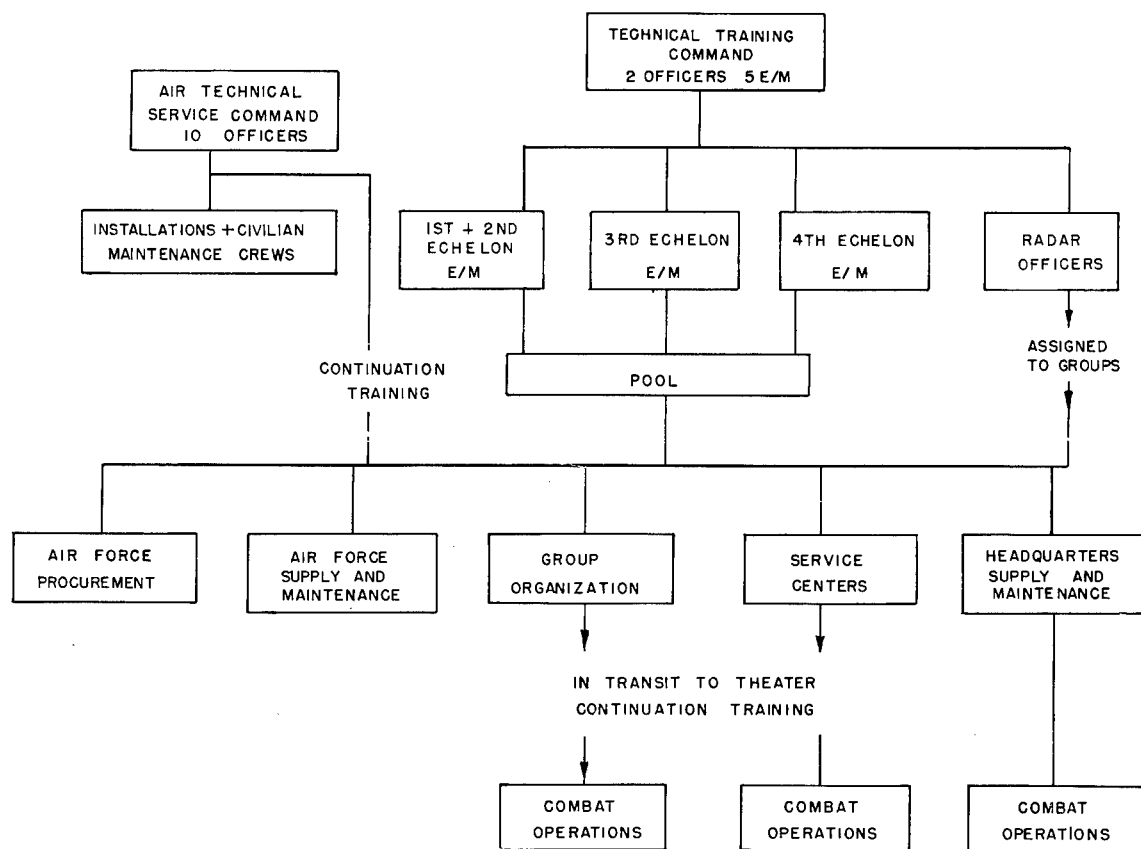 TECHNICAL TRAINING
COMMAND
2 OFFICERS 5 E/M
AIR TECHNICAL
SERVICE COMMAND
10 OFFICERS
INSTALLATIONS + CIVILIAN
MAINTENANCE CREWS
1ST + 2ND
ECHELON
E/M
3RD ECHELON
E/M
4TH ECHELON
E/M
RADAR
OFFICERS
CONTINUATION
TRAINING
POOL
ASSIGNED
TO GROUPS
AIR FORCE
PROCUREMENT
AIR FORCE
SUPPLY AND
MAINTENANCE
GROUP
ORGANIZATION
SERVICE
CENTERS
HEADQUARTERS
SUPPLY AND
MAINTENANCE
IN TRANSIT TO THEATER
CONTINUATION TRAINING
COMBAT
OPERATIONS
COMBAT
OPERATIONS
COMBAT
OPERATIONS